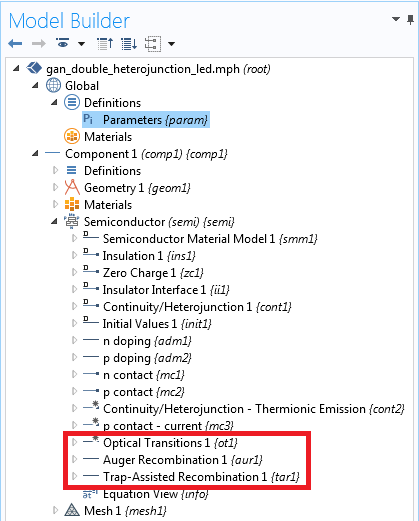 Model Builder
gan_double_heterojunction_led.mph (root)
Global
Definitions
Pi Parameters {param}
Materials
Component 1 (comp1) {comp1}
Definitions
Geometry 1 {geom1}
Materials
Semiconductor (semi) {semi}
D Semiconductor Material Model 1 {smm1}
D Insulation 1 {ins1}
D Zero Charge 1 {zc1}
D Insulator Interface 1 {ii1}
D Continuity/Heterojunction 1 {cont1}
D Initial Values 1 {init1}
n doping {adm1}
p doping {adm2}
n contact {mc1}
p contact {mc2}
Continuity/Heterojunction - Thermionic Emission {cont2}
p contact - current {mc3}
Optical Transitions 1 {ot1}
Auger Recombination 1 {aur1}
Trap-Assisted Recombination 1 {tar1}
Equation View {info}
Mesh 1 {mesh1}